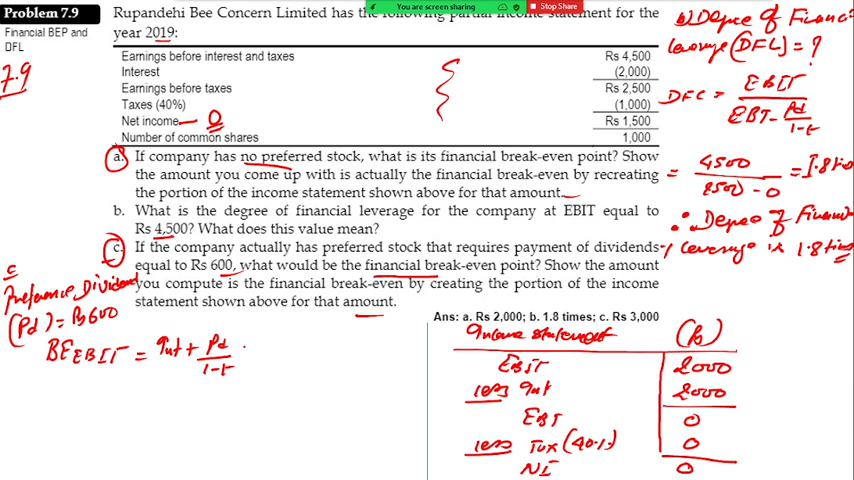 You are screen sharing
Stop Share
Problem 7.9
Financial BEP and
DFL
7.9
Rupandehi Bee Concern Limited has the following partial income statement for the
year 2019:
Earnings before interest and taxes Rs 4,500
Interest (2,000)
Earnings before taxes Rs 2,500
Taxes (40%) (1,000)
Net income 0 Rs 1,500
Number of common shares 1,000
a. If company has no preferred stock, what is its financial break-even point? Show
the amount you come up with is actually the financial break-even by recreating
the portion of the income statement shown above for that amount.
b. What is the degree of financial leverage for the company at EBIT equal to
Rs 4,500? What does this value mean?
c. If the company actually has preferred stock that requires payment of dividends
equal to Rs 600, what would be the financial break-even point? Show the amount
you compute is the financial break-even by creating the portion of the income
statement shown above for that amount.
Ans: a. Rs 2,000; b. 1.8 times; c. Rs 3,000
b) Degree of Financi
leverage (DFL) = ?
DFL = EBIT
EBT - Pd
1-t
= 4500
2500 - 0
= 1.8 tim
∴ Degree of Financi
leverage is 1.8 times
c
Preference Dividend
(Pd) = Rs 600
BEEBIT = Int + Pd
1-t
Income statement (Rs)
EBIT 2000
less Int 2000
EBT 0
less Tax (40%) 0
NI 0